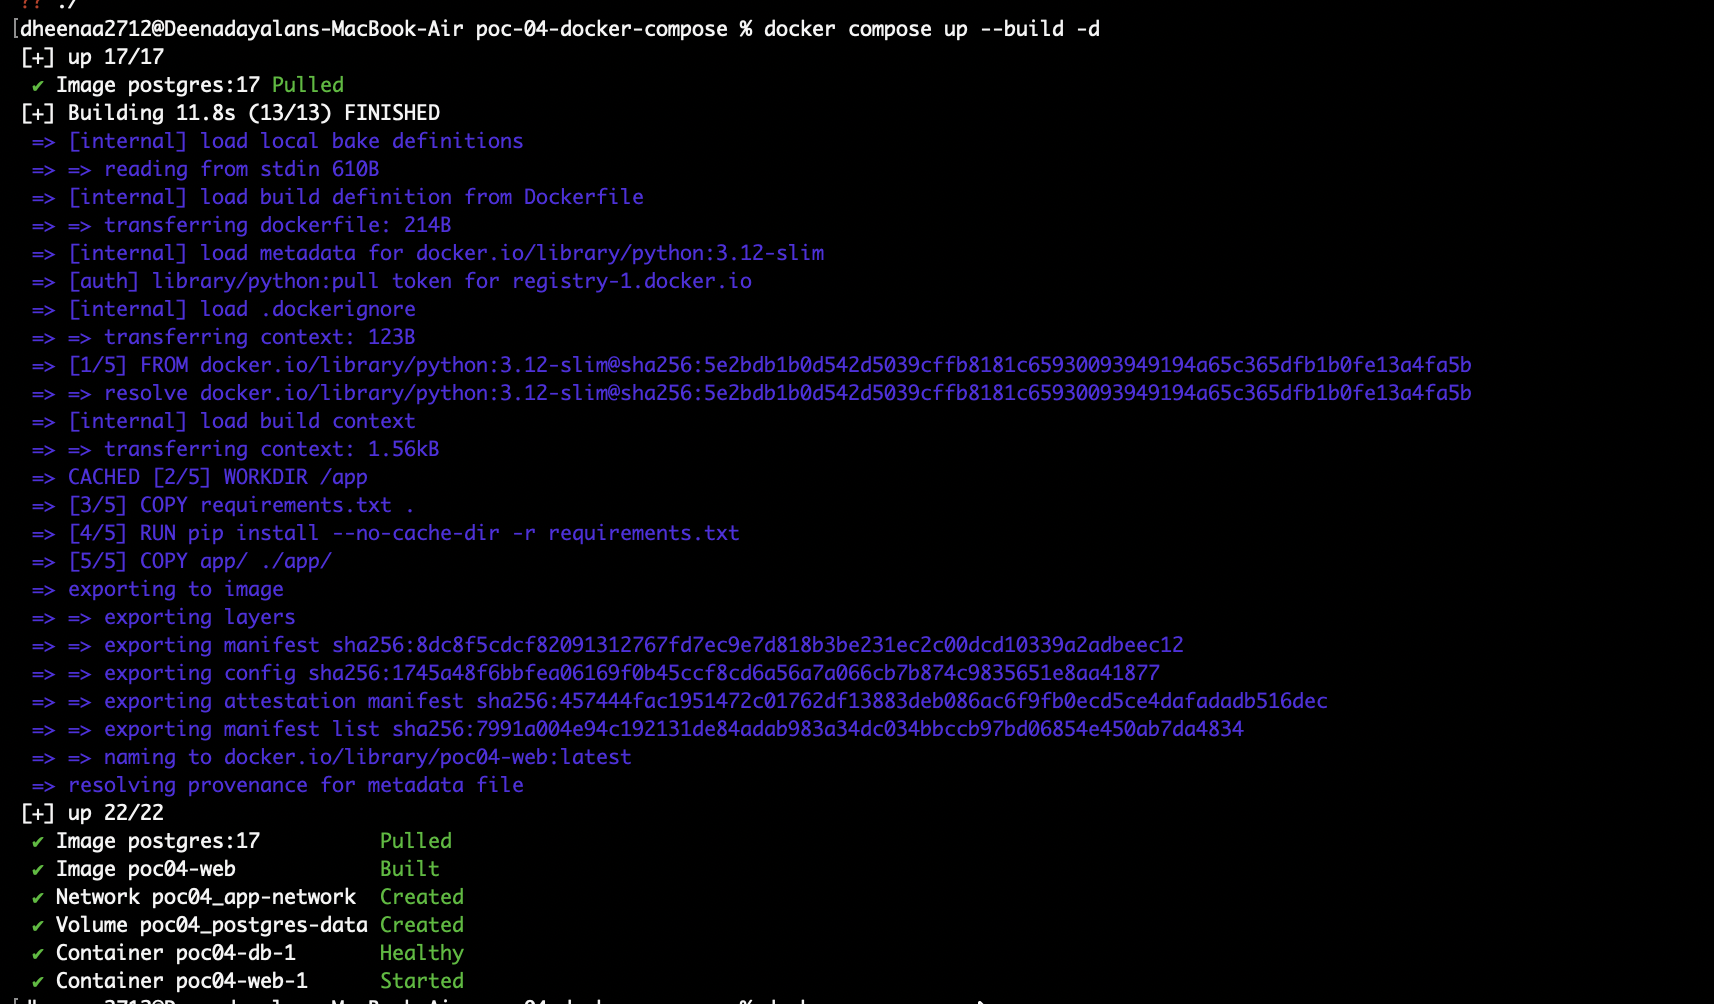 ?? ./
[dheenaa2712@Deenadayalans-MacBook-Air poc-04-docker-compose % docker compose up --build -d
[+] up 17/17
✔ Image postgres:17 Pulled
[+] Building 11.8s (13/13) FINISHED
=> [internal] load local bake definitions
=> => reading from stdin 610B
=> [internal] load build definition from Dockerfile
=> => transferring dockerfile: 214B
=> [internal] load metadata for docker.io/library/python:3.12-slim
=> [auth] library/python:pull token for registry-1.docker.io
=> [internal] load .dockerignore
=> => transferring context: 123B
=> [1/5] FROM docker.io/library/python:3.12-slim@sha256:5e2bdb1b0d542d5039cffb8181c65930093949194a65c365dfb1b0fe13a4fa5b
=> => resolve docker.io/library/python:3.12-slim@sha256:5e2bdb1b0d542d5039cffb8181c65930093949194a65c365dfb1b0fe13a4fa5b
=> [internal] load build context
=> => transferring context: 1.56kB
=> CACHED [2/5] WORKDIR /app
=> [3/5] COPY requirements.txt .
=> [4/5] RUN pip install --no-cache-dir -r requirements.txt
=> [5/5] COPY app/ ./app/
=> exporting to image
=> => exporting layers
=> => exporting manifest sha256:8dc8f5cdcf82091312767fd7ec9e7d818b3be231ec2c00dcd10339a2adbeec12
=> => exporting config sha256:1745a48f6bbfea06169f0b45ccf8cd6a56a7a066cb7b874c9835651e8aa41877
=> => exporting attestation manifest sha256:457444fac1951472c01762df13883deb086ac6f9fb0ecd5ce4dafadadb516dec
=> => exporting manifest list sha256:7991a004e94c192131de84adab983a34dc034bbccb97bd06854e450ab7da4834
=> => naming to docker.io/library/poc04-web:latest
=> resolving provenance for metadata file
[+] up 22/22
✔ Image postgres:17 Pulled
✔ Image poc04-web Built
✔ Network poc04_app-network Created
✔ Volume poc04_postgres-data Created
✔ Container poc04-db-1 Healthy
✔ Container poc04-web-1 Started
[dheenaa2712@Deenadayalans-MacBook-Air poc-04-docker-compose %